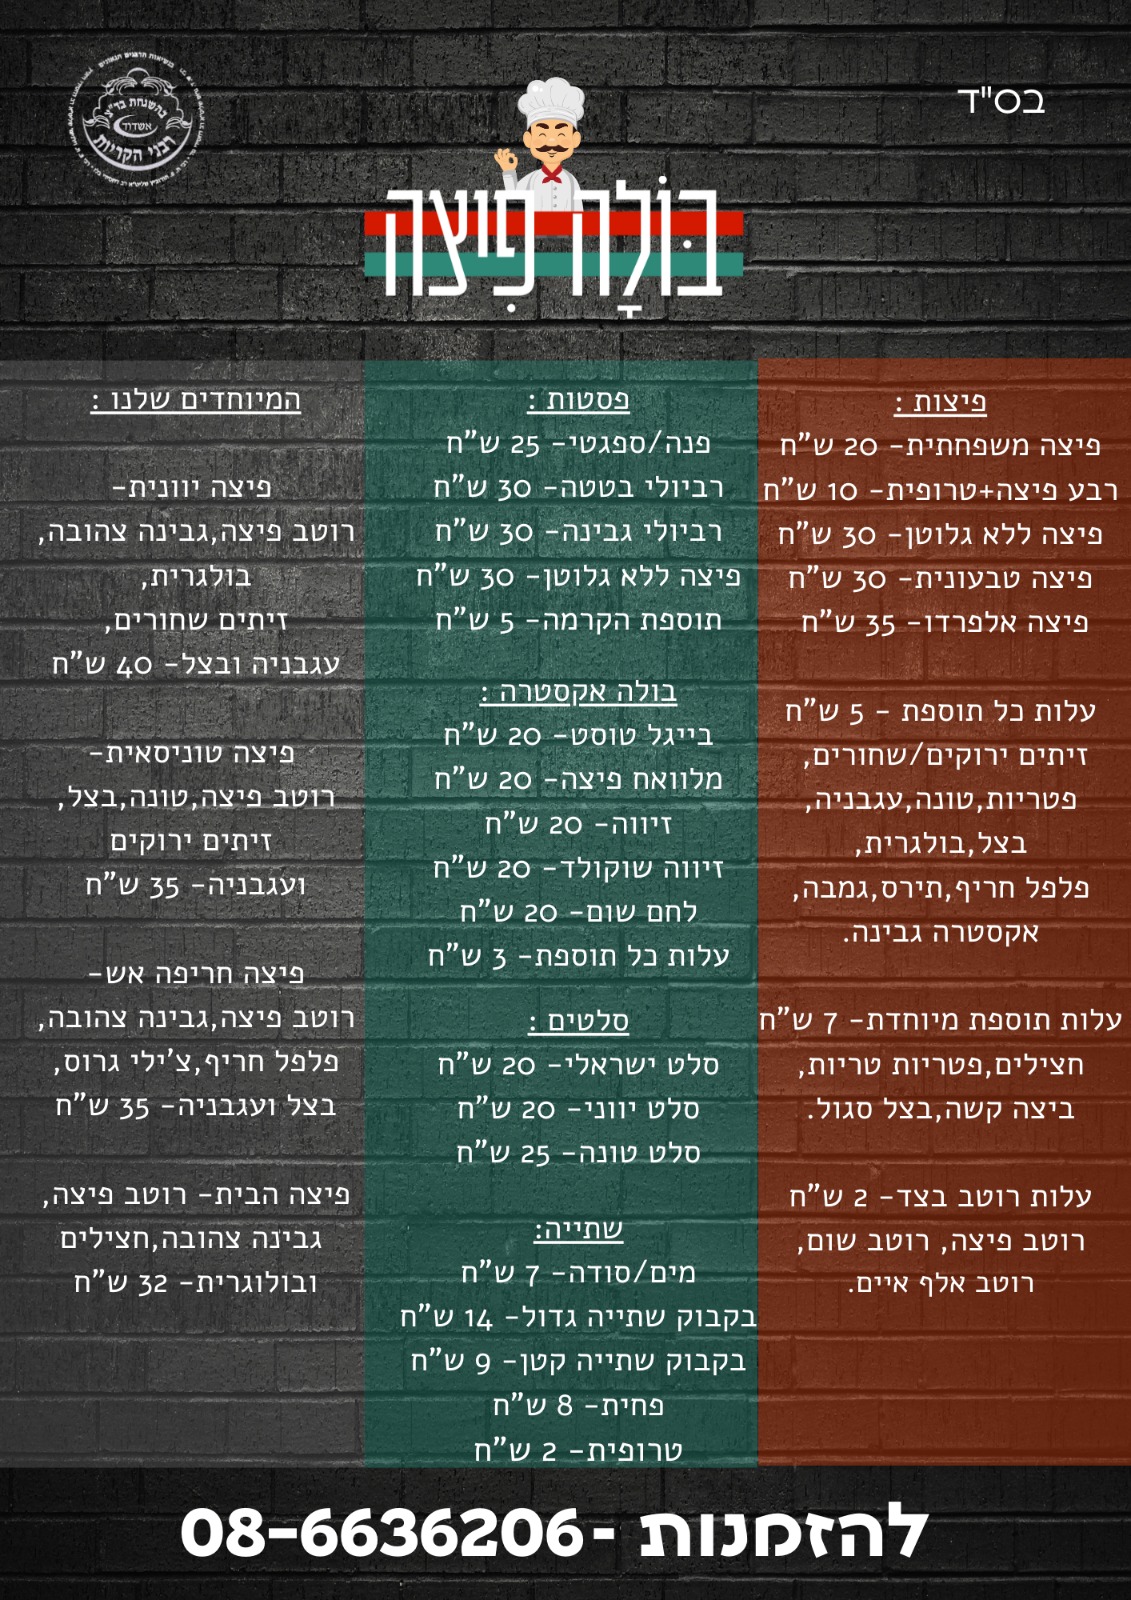 בס"ד
בהשגחת בד"צ
אשדוד
רבני הקריות
בּוֹלָה פִיצה
פיצות :
פיצה משפחתית- 20 ש"ח
רבע פיצה+טרופית- 10 ש"ח
פיצה ללא גלוטן- 30 ש"ח
פיצה טבעונית- 30 ש"ח
פיצה אלפרדו- 35 ש"ח
עלות כל תוספת - 5 ש"ח
זיתים ירוקים/שחורים,
פטריות,טונה,עגבניה,
בצל,בולגרית,
פלפל חריף,תירס,גמבה,
אקסטרה גבינה.
עלות תוספת מיוחדת- 7 ש"ח
חצילים,פטריות טריות,
ביצה קשה,בצל סגול.
עלות רוטב בצד- 2 ש"ח
רוטב פיצה, רוטב שום,
רוטב אלף איים.
פסטות :
פנה/ספגטי- 25 ש"ח
רביולי בטטה- 30 ש"ח
רביולי גבינה- 30 ש"ח
פיצה ללא גלוטן- 30 ש"ח
תוספת הקרמה- 5 ש"ח
בולה אקסטרה :
בייגל טוסט- 20 ש"ח
מלוואח פיצה- 20 ש"ח
זיווה- 20 ש"ח
זיווה שוקולד- 20 ש"ח
לחם שום- 20 ש"ח
עלות כל תוספת- 3 ש"ח
סלטים :
סלט ישראלי- 20 ש"ח
סלט יווני- 20 ש"ח
סלט טונה- 25 ש"ח
שתייה:
מים/סודה- 7 ש"ח
בקבוק שתייה גדול- 14 ש"ח
בקבוק שתייה קטן- 9 ש"ח
פחית- 8 ש"ח
טרופית- 2 ש"ח
המיוחדים שלנו :
פיצה יוונית-
רוטב פיצה,גבינה צהובה,
בולגרית,
זיתים שחורים,
עגבניה ובצל- 40 ש"ח
פיצה טוניסאית-
רוטב פיצה,טונה,בצל,
זיתים ירוקים
ועגבניה- 35 ש"ח
פיצה חריפה אש-
רוטב פיצה,גבינה צהובה,
פלפל חריף,צ'ילי גרוס,
בצל ועגבניה- 35 ש"ח
פיצה הבית- רוטב פיצה,
גבינה צהובה,חצילים
ובולוגרית- 32 ש"ח
להזמנות -08-6636206